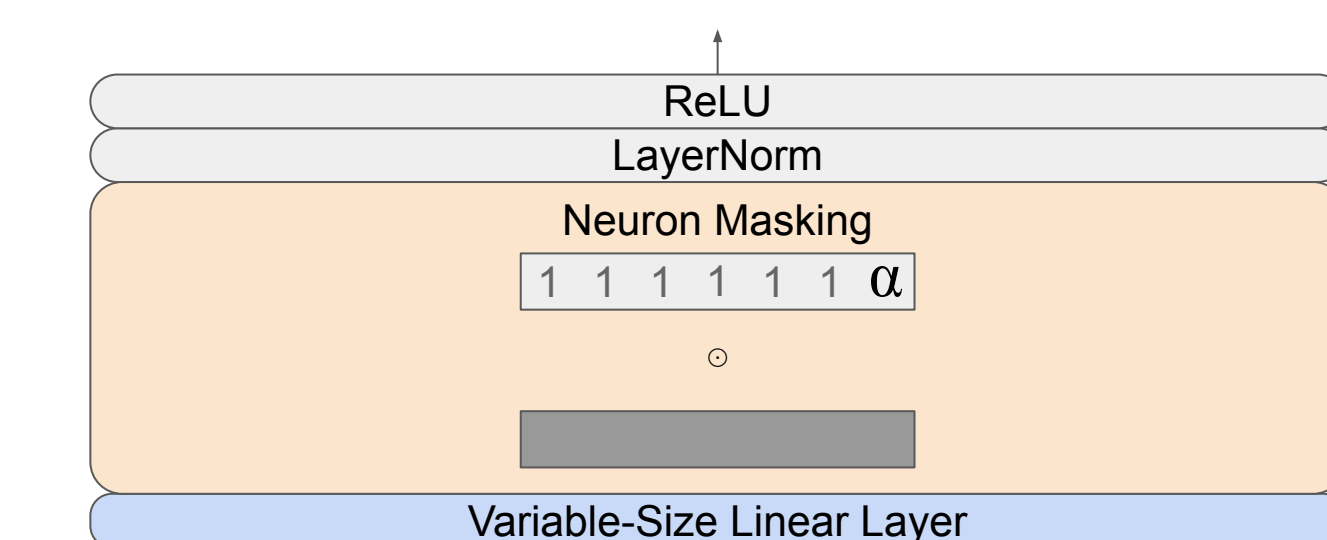 ReLU
LayerNorm
Neuron Masking
1 1 1 1 1 1 α
⊙
Variable-Size Linear Layer